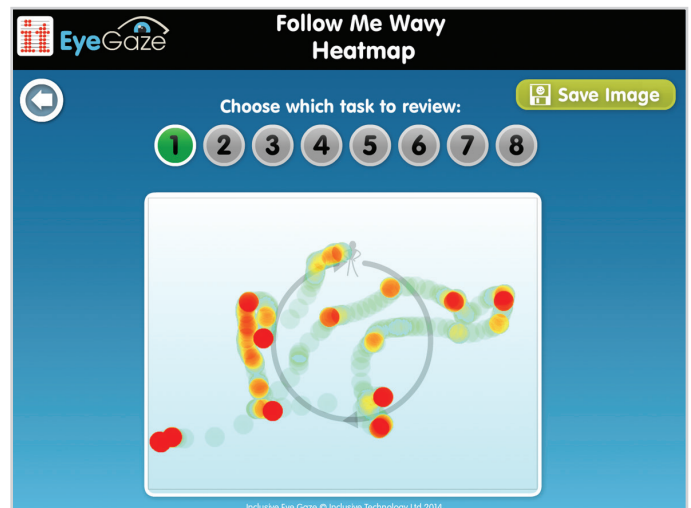 EyeGaze
Follow Me Wavy
Heatmap
Save Image
Choose which task to review:
1 2 3 4 5 6 7 8
Inclusive Eye Gaze © Inclusive Technology Ltd 2014